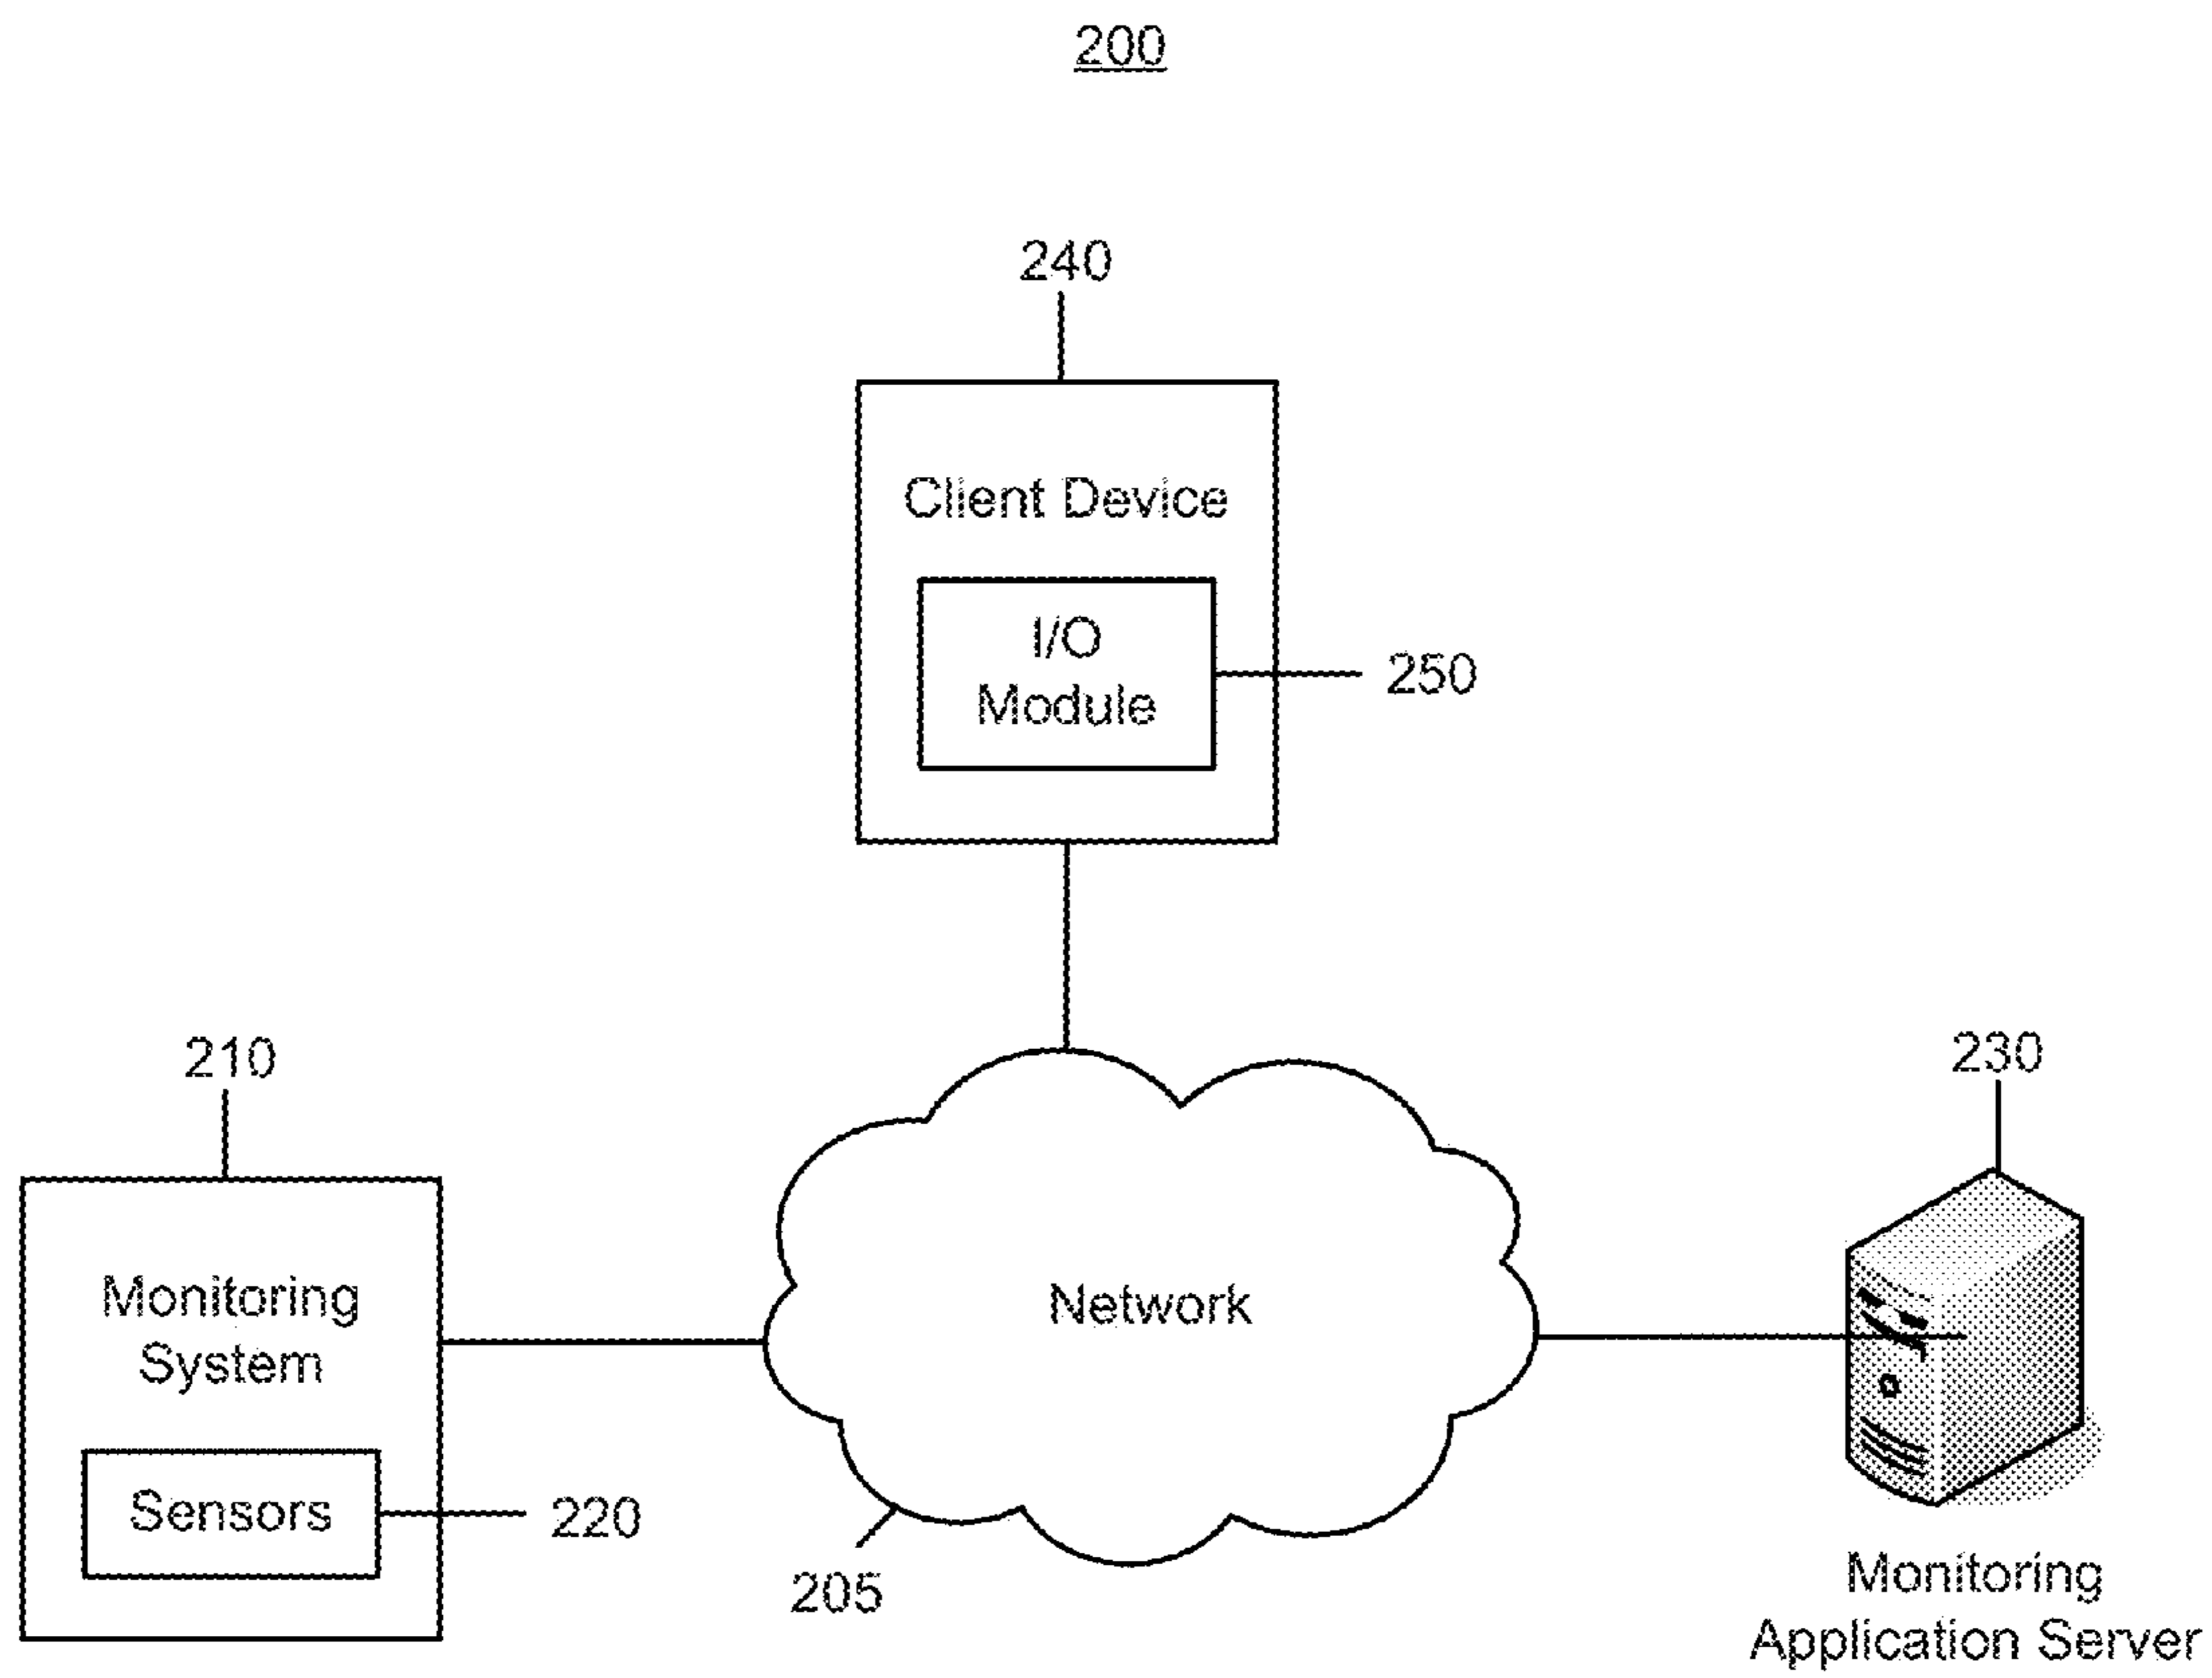 200
240
Client Device
I/O
Module
250
210
230
Monitoring
System
Network
Sensors
220
205
Monitoring
Application Server